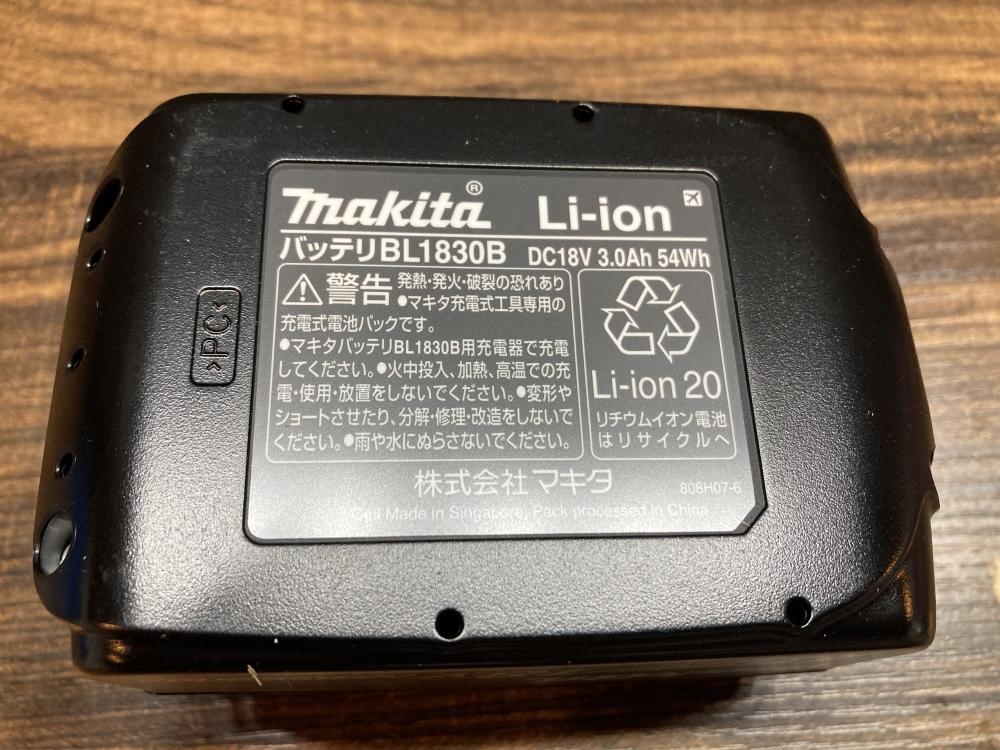 makita® Li-ion
バッテリBL1830B DC18V 3.0Ah 54Wh
警告 発熱・発火・破裂の恐れあり
●マキタ充電式工具専用の
充電式電池パックです。
●マキタバッテリBL1830B用充電器で充電
してください。●火中投入、加熱、高温での充
電・使用・放置をしないでください。●変形や
ショートさせたり、分解・修理・改造をしないで
ください。●雨や水にぬらさないでください。
Li-ion 20
リチウムイオン電池
はリサイクルへ
株式会社マキタ
808H07-6
Cell Made in Singapore, Pack processed in China
>PC<